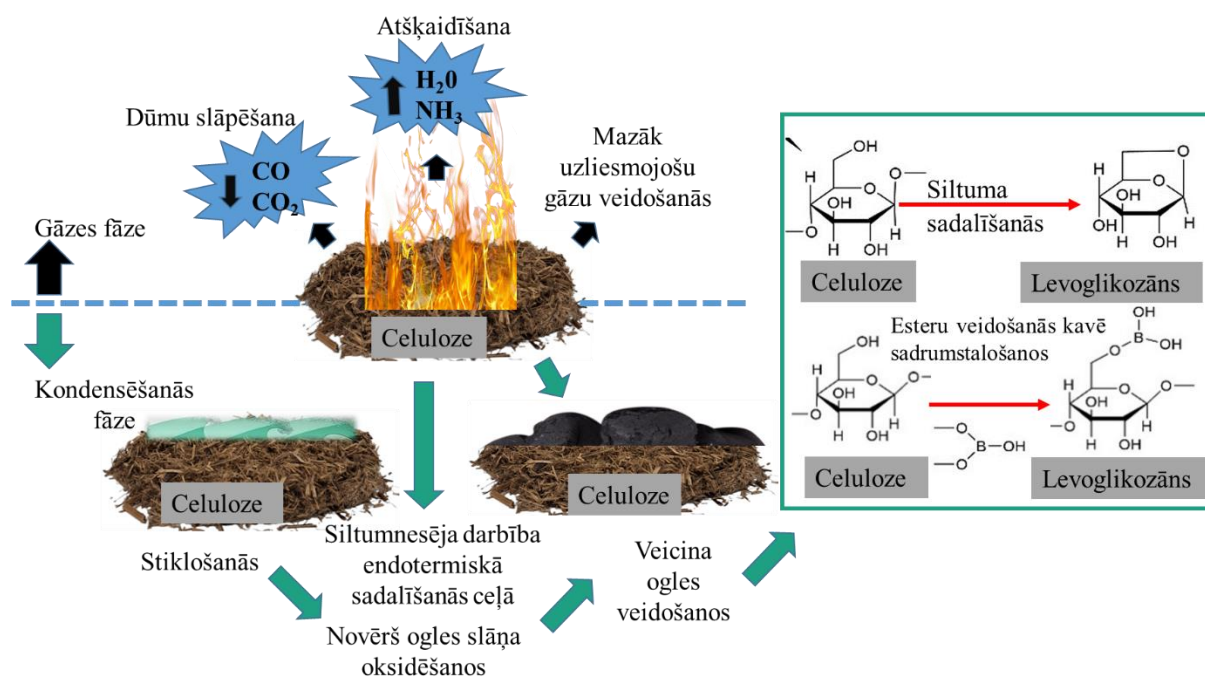 Atšķaidīšana
H₂0
NH₃
Dūmu slāpēšana
CO
CO₂
Mazāk
uzliesmojošu
gāzu veidošanās
Gāzes fāze
Celuloze
Kondensēšanās
fāze
Celuloze
Stiklošanās
Siltumnesēja darbība
endotermiskā
sadalīšanās ceļā
Novērš ogles slāņa
oksidēšanos
Celuloze
Veicina
ogles
veidošanos
OH
H
O
O
OH
H
O
OH
Siltuma
sadalīšanās
O
O
OH
HO
H
OH
Celuloze
Levoglikozāns
Esteru veidošanās kavē
sadrumstalošanos
OH
H
O
O
OH
H
O
OH
O
B
OH
O
OH
B
OH
O
H
O
O
OH
H
O
OH
Celuloze
Levoglikozāns